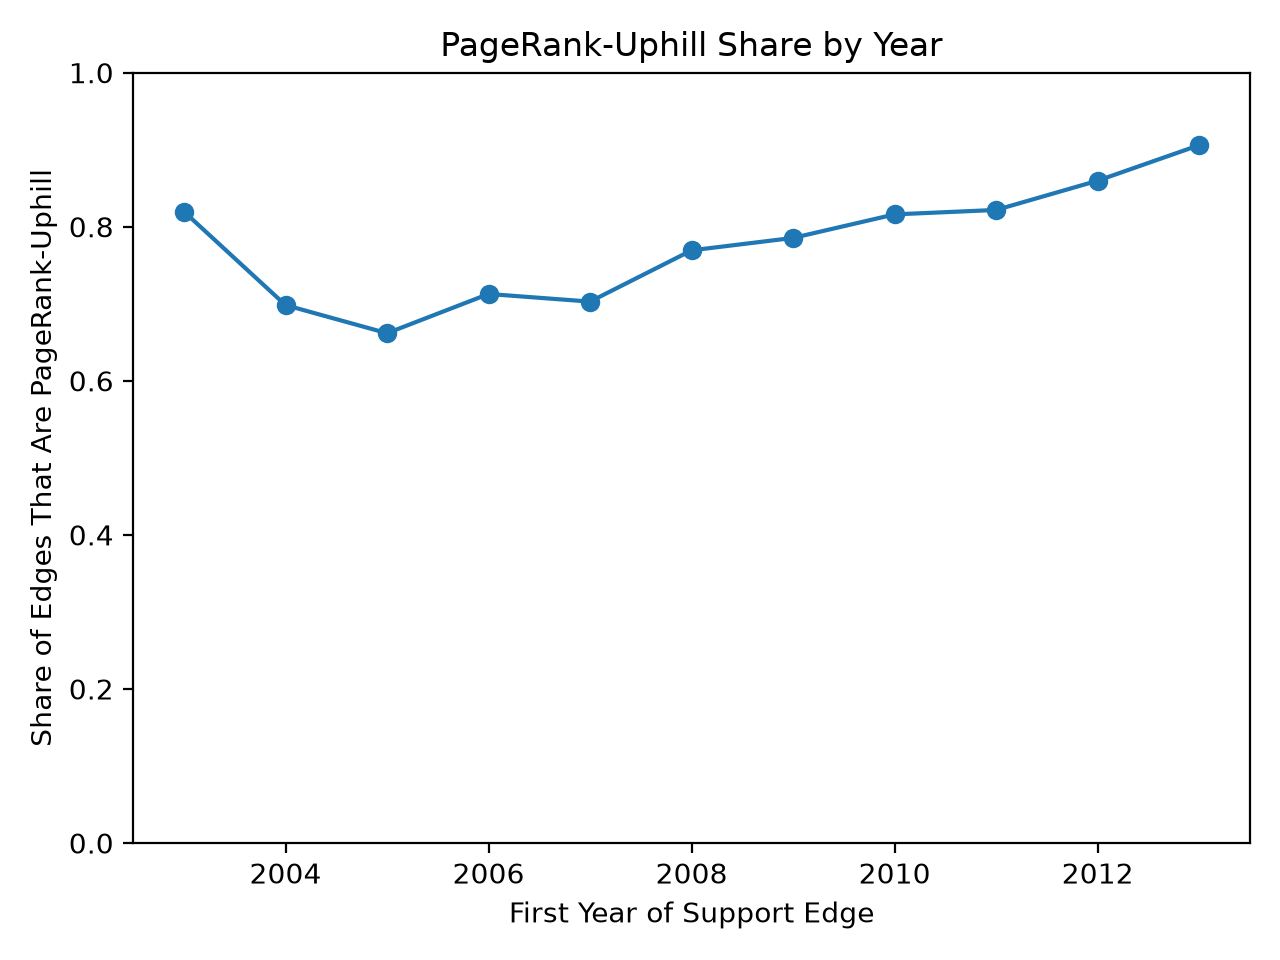 PageRank-Uphill Share by Year
Share of Edges That Are PageRank-Uphill
1.0
0.8
0.6
0.4
0.2
0.0
2004 2006 2008 2010 2012
First Year of Support Edge